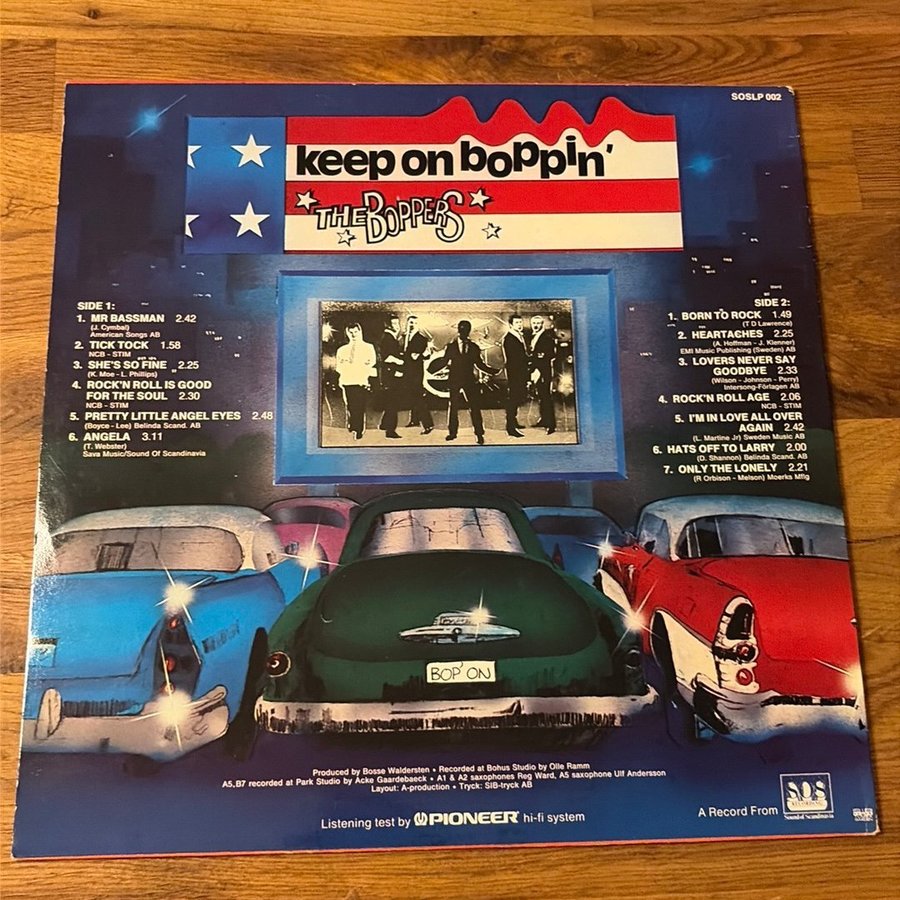 SOSLP 002
keep on boppin'
THE BOPPERS
SIDE 1:
1. MR BASSMAN 2.42
(J. Cymbal)
American Songs AB
2. TICK TOCK 1.58
NCB - STIM
3. SHE'S SO FINE 2.25
(K. Moe - L. Phillips)
4. ROCK'N ROLL IS GOOD
FOR THE SOUL 2.30
NCB - STIM
5. PRETTY LITTLE ANGEL EYES 2.48
(Boyce - Lee) Belinda Scand. AB
6. ANGELA 3.11
(T. Webster)
Sava Music/Sound Of Scandinavia
SIDE 2:
1. BORN TO ROCK 1.49
(T D Lawrence)
2. HEARTACHES 2.25
(A. Hoffman - J. Klenner)
EMI Music Publishing (Sweden) AB
3. LOVERS NEVER SAY
GOODBYE 2.33
(Wilson - Johnson - Perry)
Intersong-Förlagen AB
4. ROCK'N ROLL AGE 2.06
NCB - STIM
5. I'M IN LOVE ALL OVER
AGAIN 2.42
(L. Martine Jr) Sweden Music AB
6. HATS OFF TO LARRY 2.00
(D. Shannon) Belinda Scand. AB
7. ONLY THE LONELY 2.21
(R Orbison - Melson) Moerks Mflg
BOP' ON
Produced by Bosse Waldersten • Recorded at Bohus Studio by Olle Ramm
A5,B7 recorded at Park Studio by Acke Gaardebaeck • A1 & A2 saxophones Reg Ward, A5 saxophone Ulf Andersson
Layout: A-production • Tryck: SIB-tryck AB
Listening test by PIONEER hi-fi system
A Record From
S.O.S
RECORDING
Sound of Scandinavia